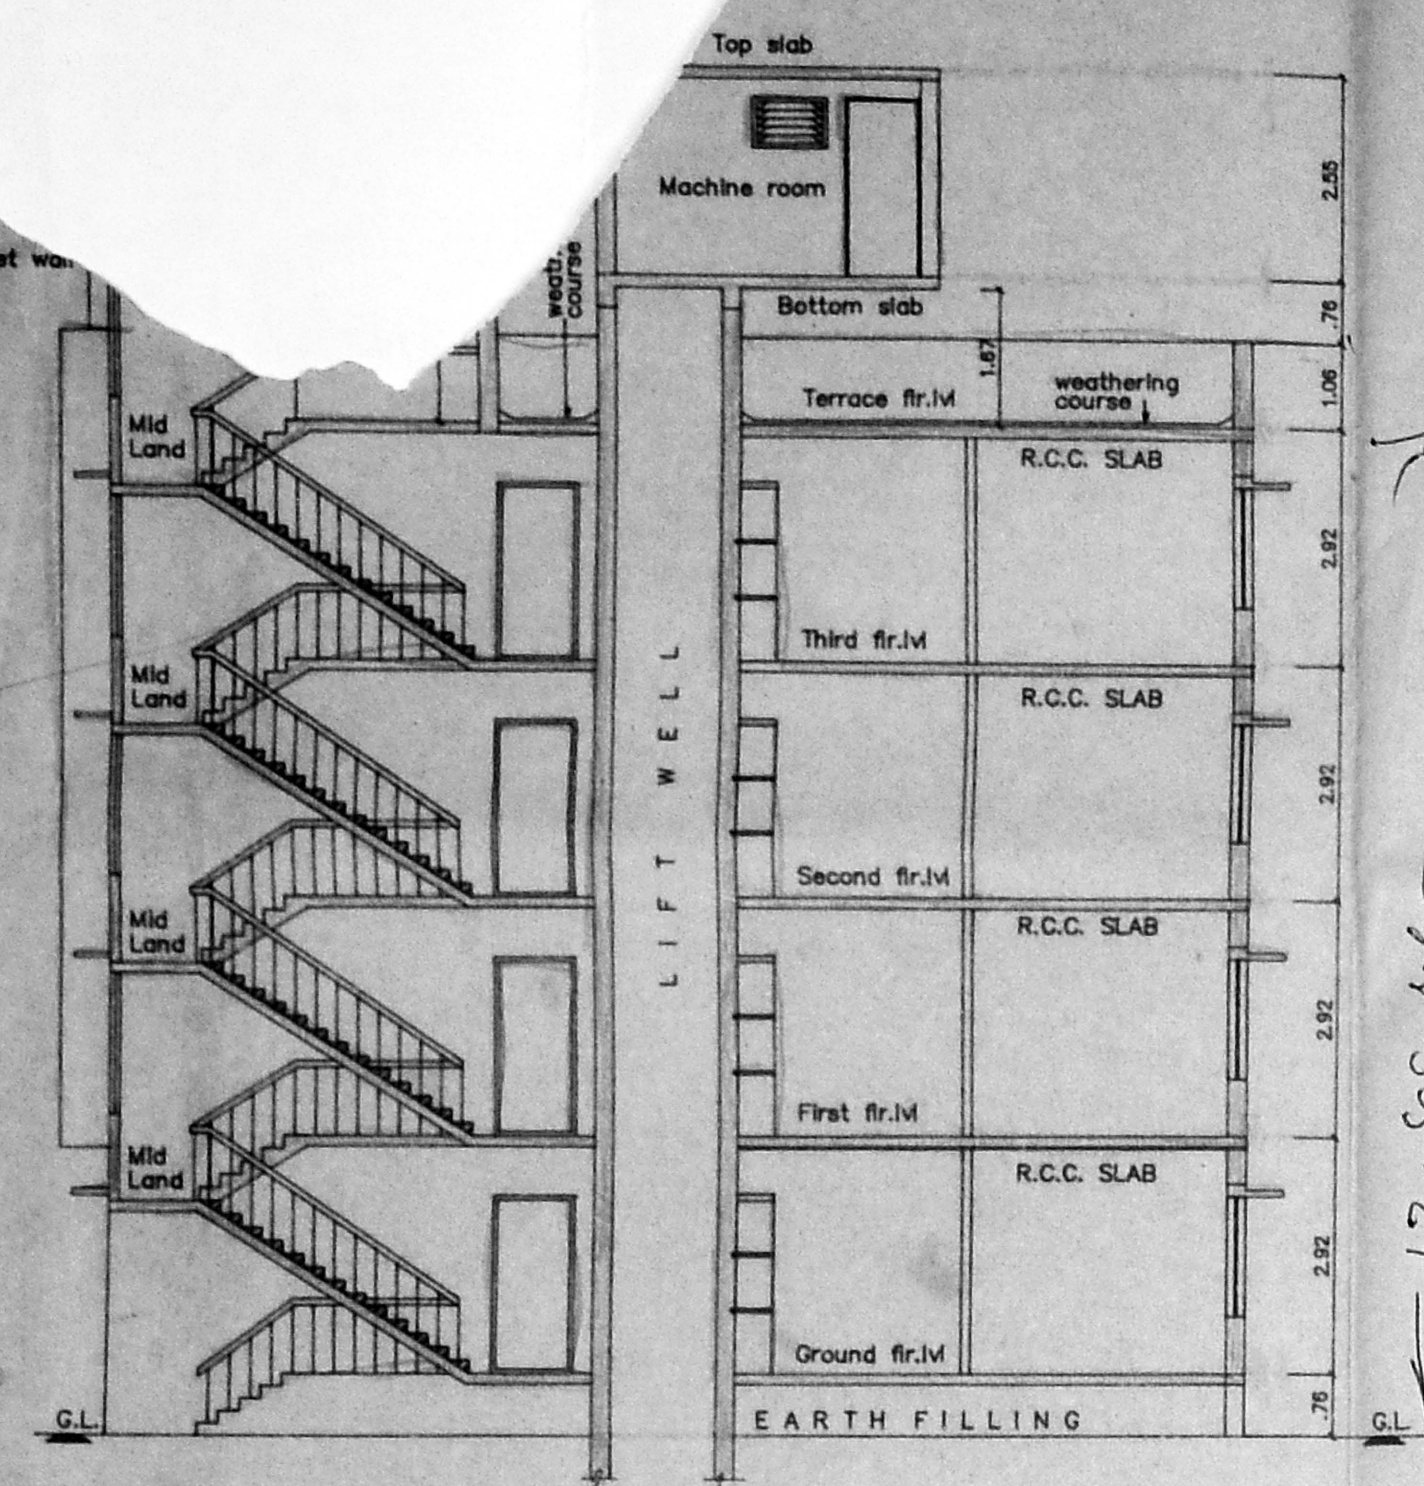 Top slab
Machine room
2.55
course
Bottom slab
.76
1.67
Terrace flr.lvl
weathering
course
1.06
Mid
Land
R.C.C. SLAB
2.92
Third flr.lvl
Mid
Land
R.C.C. SLAB
2.92
LIFT WELL
Second flr.lvl
Mid
Land
R.C.C. SLAB
2.92
First flr.lvl
Mid
Land
R.C.C. SLAB
2.92
Ground flr.lvl
.76
G.L.
EARTH FILLING
G.L